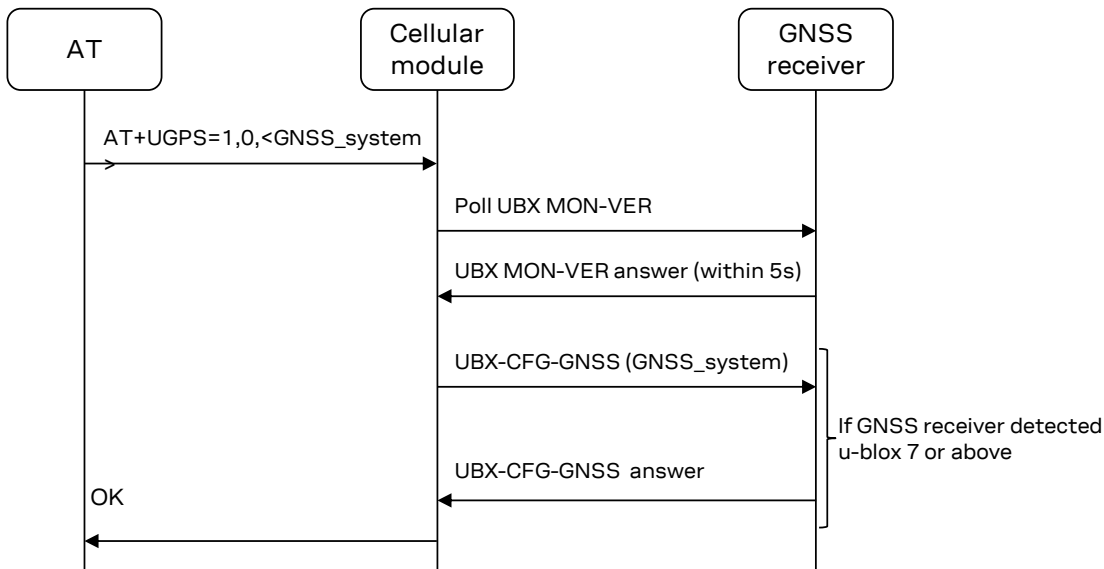 AT
Cellular
module
GNSS
receiver
AT+UGPS=1,0,<GNSS_system
Poll UBX MON-VER
UBX MON-VER answer (within 5s)
UBX-CFG-GNSS (GNSS_system)
If GNSS receiver detected
u-blox 7 or above
UBX-CFG-GNSS answer
OK